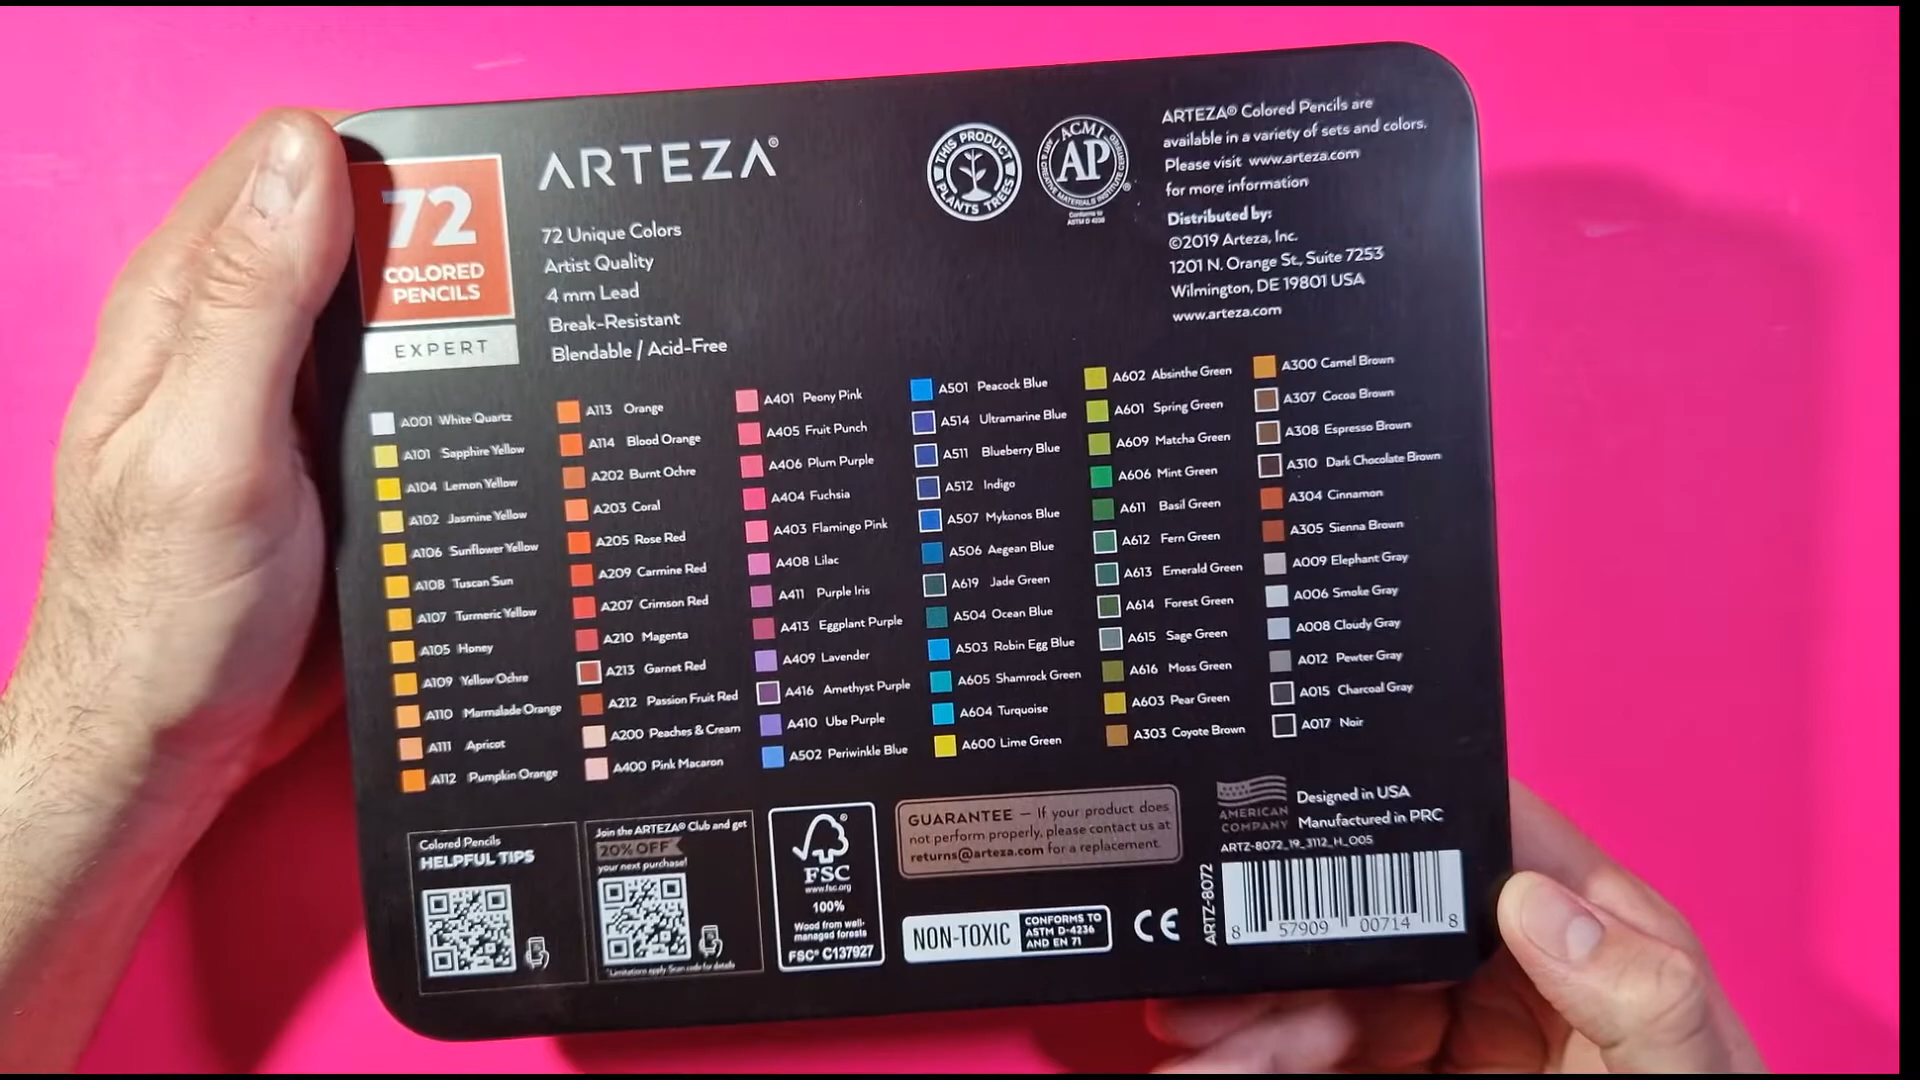 72
COLORED
PENCILS
EXPERT
ARTEZA®
72 Unique Colors
Artist Quality
4 mm Lead
Break-Resistant
Blendable / Acid-Free
THIS PRODUCT PLANTS TREES
ACMI
AP
ART & CREATIVE MATERIALS INSTITUTE CERTIFIED
®
Conforms to
ASTM D 4236
ARTEZA® Colored Pencils are
available in a variety of sets and colors.
Please visit www.arteza.com
for more information
Distributed by:
©2019 Arteza, Inc.
1201 N. Orange St., Suite 7253
Wilmington, DE 19801 USA
www.arteza.com
A001 White Quartz
A101 Sapphire Yellow
A104 Lemon Yellow
A102 Jasmine Yellow
A106 Sunflower Yellow
A108 Tuscan Sun
A107 Turmeric Yellow
A105 Honey
A109 Yellow Ochre
A110 Marmalade Orange
A111 Apricot
A112 Pumpkin Orange
A113 Orange
A114 Blood Orange
A202 Burnt Ochre
A203 Coral
A205 Rose Red
A209 Carmine Red
A207 Crimson Red
A210 Magenta
A213 Garnet Red
A212 Passion Fruit Red
A200 Peaches & Cream
A400 Pink Macaron
A401 Peony Pink
A405 Fruit Punch
A406 Plum Purple
A404 Fuchsia
A403 Flamingo Pink
A408 Lilac
A411 Purple Iris
A413 Eggplant Purple
A409 Lavender
A416 Amethyst Purple
A410 Ube Purple
A502 Periwinkle Blue
A501 Peacock Blue
A514 Ultramarine Blue
A511 Blueberry Blue
A512 Indigo
A507 Mykonos Blue
A506 Aegean Blue
A619 Jade Green
A504 Ocean Blue
A503 Robin Egg Blue
A605 Shamrock Green
A604 Turquoise
A600 Lime Green
A602 Absinthe Green
A601 Spring Green
A609 Matcha Green
A606 Mint Green
A611 Basil Green
A612 Fern Green
A613 Emerald Green
A614 Forest Green
A615 Sage Green
A616 Moss Green
A603 Pear Green
A303 Coyote Brown
A300 Camel Brown
A307 Cocoa Brown
A308 Espresso Brown
A310 Dark Chocolate Brown
A304 Cinnamon
A305 Sienna Brown
A009 Elephant Gray
A006 Smoke Gray
A008 Cloudy Gray
A012 Pewter Gray
A015 Charcoal Gray
A017 Noir
Colored Pencils
HELPFUL TIPS
Join the ARTEZA® Club and get
20% OFF
your next purchase!
*Limitations apply. Scan code for details
®
FSC
www.fsc.org
100%
Wood from well-
managed forests
FSC® C137927
GUARANTEE — If your product does
not perform properly, please contact us at
returns@arteza.com for a replacement.
NON-TOXIC
CONFORMS TO
ASTM D-4236
AND EN 71
CE
AMERICAN
COMPANY
Designed in USA
Manufactured in PRC
ARTZ-8072_19_3112_H_005
ARTZ-8072
8 57909 00714 8